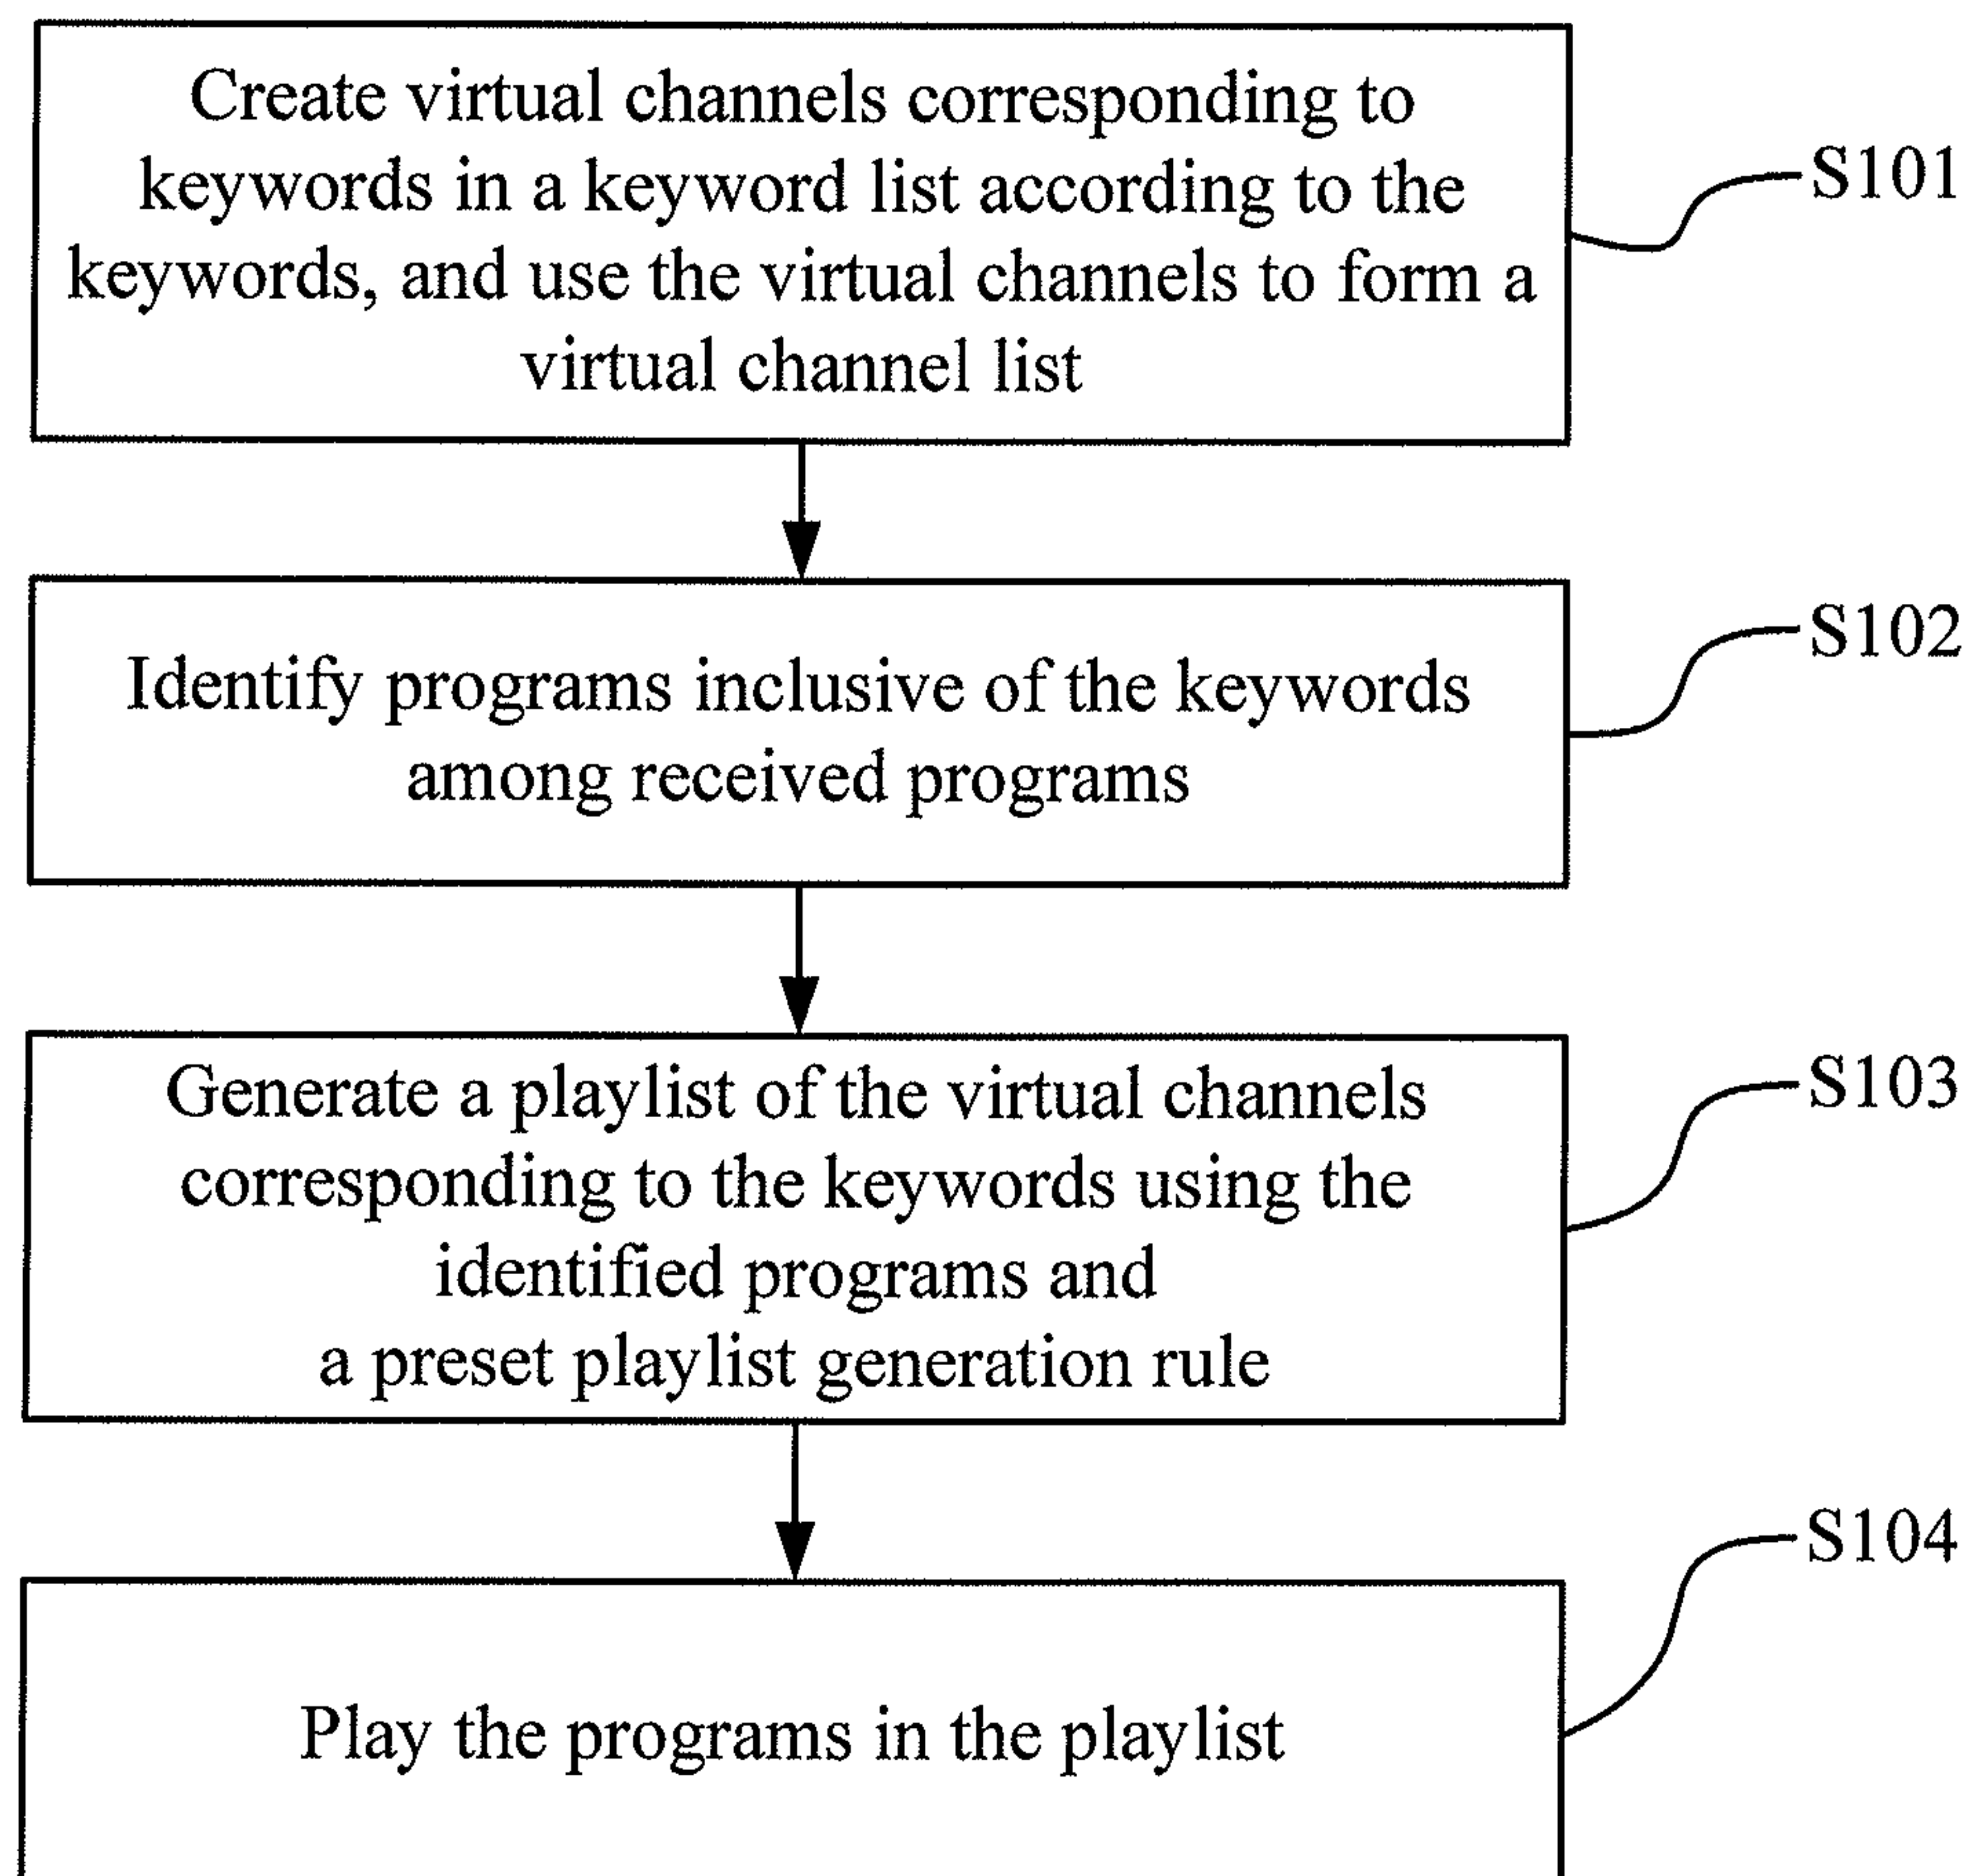 Create virtual channels corresponding to
keywords in a keyword list according to the
keywords, and use the virtual channels to form a
virtual channel list
S101
Identify programs inclusive of the keywords
among received programs
S102
Generate a playlist of the virtual channels
corresponding to the keywords using the
identified programs and
a preset playlist generation rule
S103
Play the programs in the playlist
S104